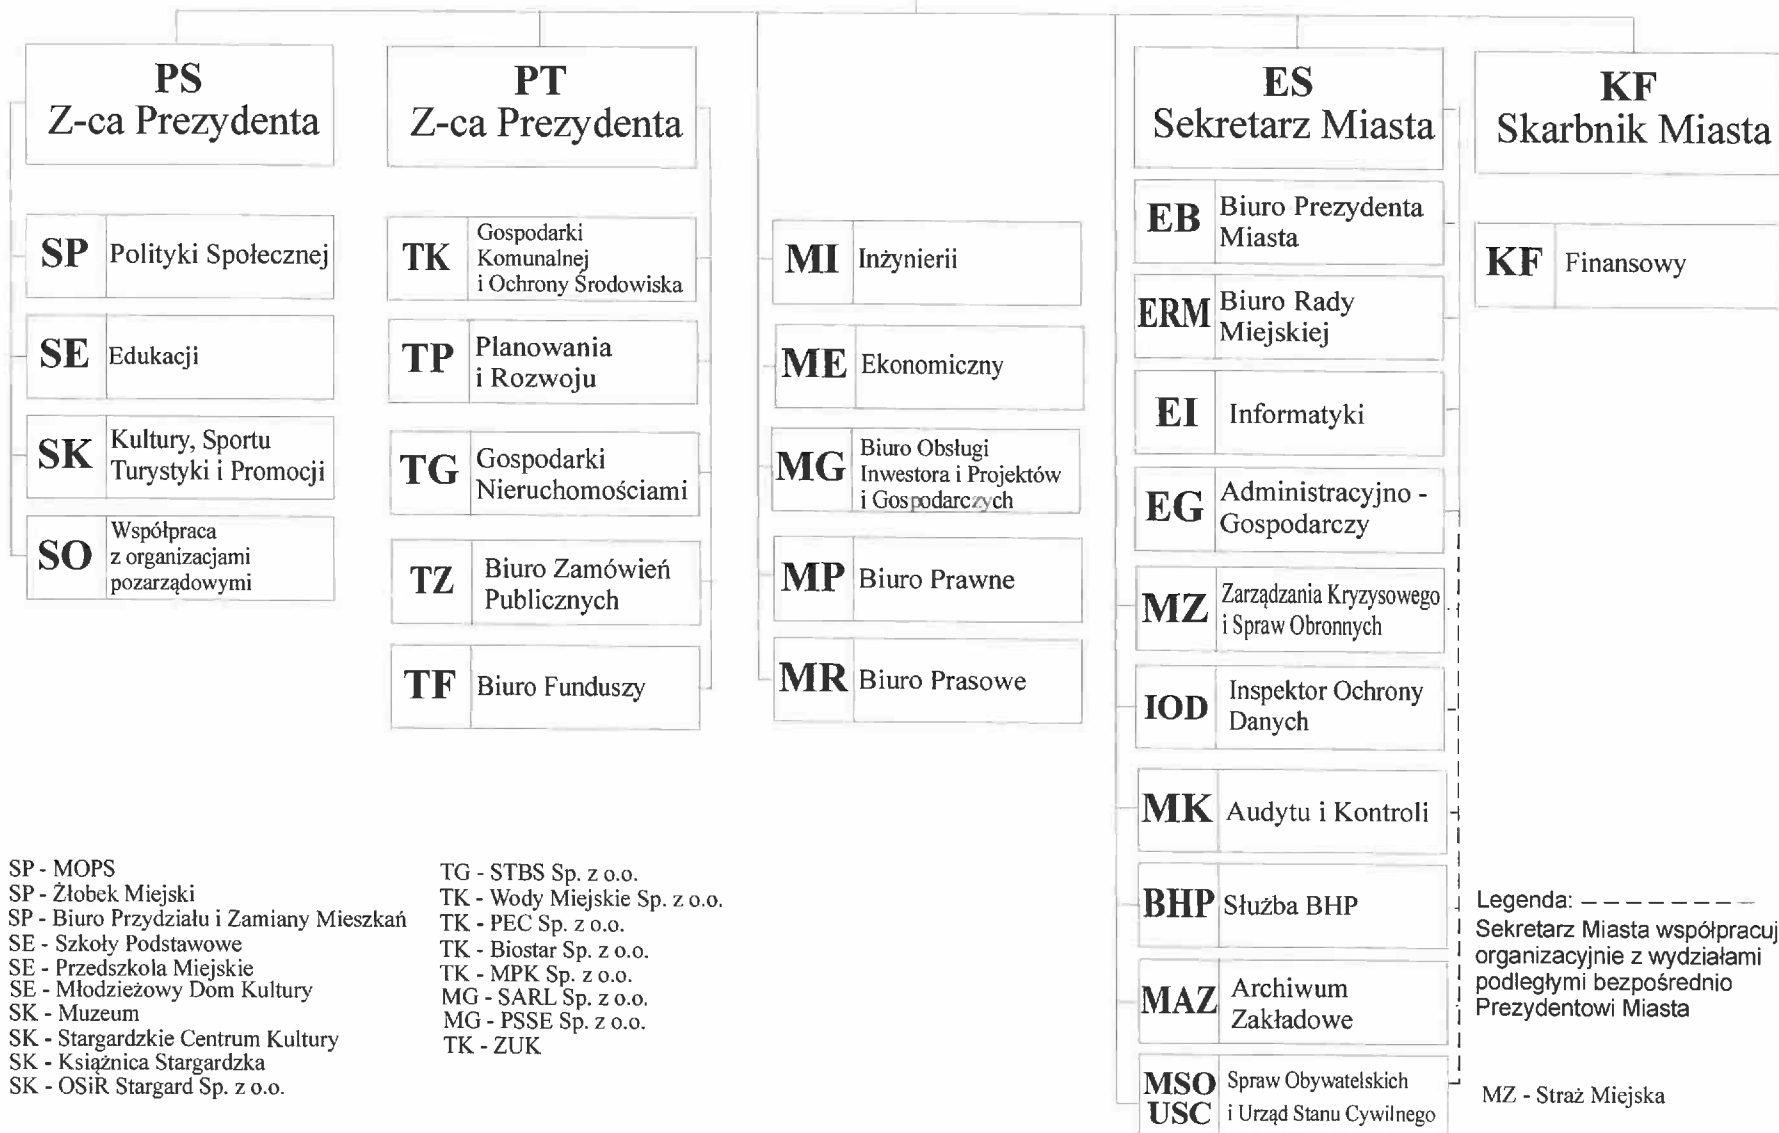 PS
Z-ca Prezydenta
SP
Polityki Społecznej
SE
Edukacji
SK
Kultury, Sportu
Turystyki i Promocji
SO
Współpraca
z organizacjami
pozarządowymi
PT
Z-ca Prezydenta
TK
Gospodarki
Komunalnej
i Ochrony Środowiska
TP
Planowania
i Rozwoju
TG
Gospodarki
Nieruchomościami
TZ
Biuro Zamówień
Publicznych
TF
Biuro Funduszy
MI
Inżynierii
ME
Ekonomiczny
MG
Biuro Obsługi
Inwestora i Projektów
i Gospodarczych
MP
Biuro Prawne
MR
Biuro Prasowe
ES
Sekretarz Miasta
EB
Biuro Prezydenta
Miasta
ERM
Biuro Rady
Miejskiej
EI
Informatyki
EG
Administracyjno -
Gospodarczy
MZ
Zarządzania Kryzysowego
i Spraw Obronnych
IOD
Inspektor Ochrony
Danych
MK
Audytu i Kontroli
BHP
Służba BHP
MAZ
Archiwum
Zakładowe
MSO
USC
Spraw Obywatelskich
i Urząd Stanu Cywilnego
KF
Skarbnik Miasta
KF
Finansowy
SP - MOPS
SP - Żłobek Miejski
SP - Biuro Przydziału i Zamiany Mieszkań
SE - Szkoły Podstawowe
SE - Przedszkola Miejskie
SE - Młodzieżowy Dom Kultury
SK - Muzeum
SK - Stargardzkie Centrum Kultury
SK - Książnica Stargardzka
SK - OSiR Stargard Sp. z o.o.
TG - STBS Sp. z o.o.
TK - Wody Miejskie Sp. z o.o.
TK - PEC Sp. z o.o.
TK - Biostar Sp. z o.o.
TK - MPK Sp. z o.o.
MG - SARL Sp. z o.o.
MG - PSSE Sp. z o.o.
TK - ZUK
Legenda: - - - - - - - - -
Sekretarz Miasta współpracuj
organizacyjnie z wydziałami
podległymi bezpośrednio
Prezydentowi Miasta
MZ - Straż Miejska